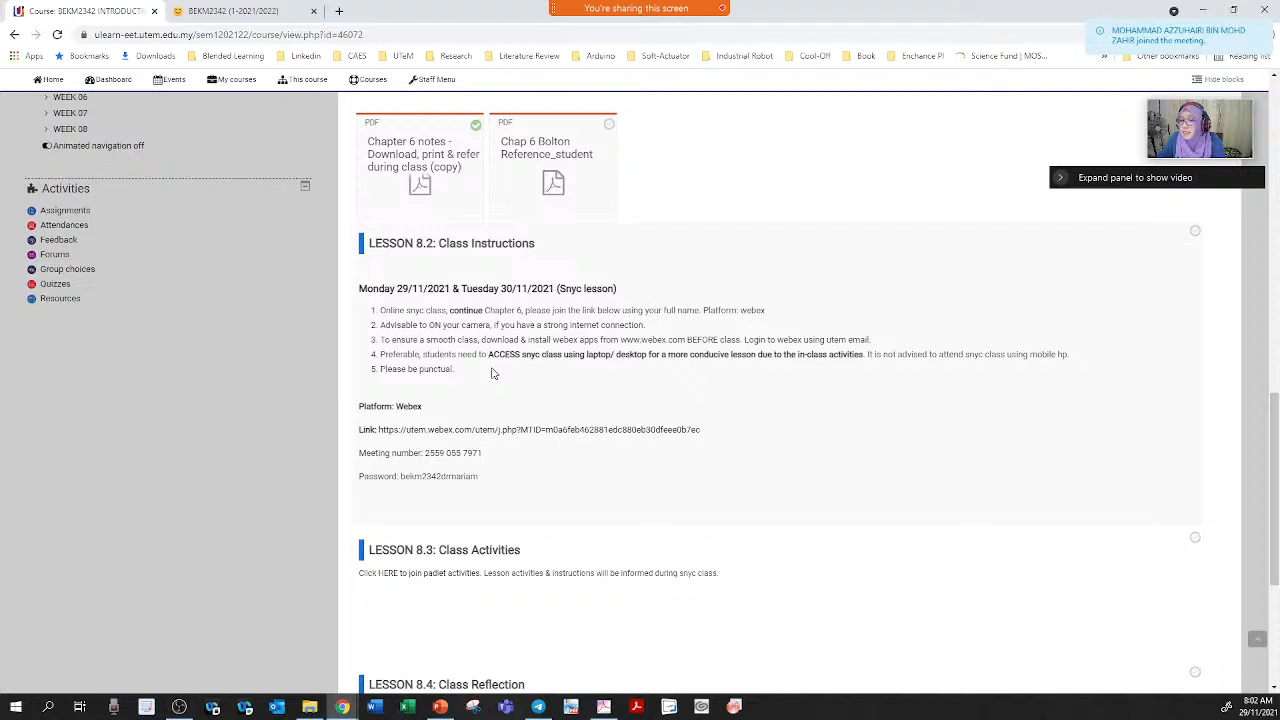 Course: BEKM2342 INTRODUCT
BEKM2342 (1-2021/2022)
You're sharing this screen
ulearn-eet.utem.edu.my/sem1202122/course/view.php?id=46072
MOHAMMAD AZZUHAIRI BIN MOHD ZAHIR joined the meeting.
Apps
Bookmarks
Downloads
Blended Learning
Linkedin
CAES
UTeM
Research
Literature Review
Arduino
Soft-Actuator
Industrial Robot
Cool-Off
Book
Enchance PI
Science Fund | MOS...
Other bookmarks
Reading list
Home
Dashboard
Events
My courses
This course
Courses
Staff Menu
Hide blocks
WEEK 06
WEEK 07
WEEK 08
Animated navigation off
Activities
Assignments
Attendances
Feedback
Forums
Group choices
Quizzes
Resources
PDF
Chapter 6 notes -
Download, print & refer
during class (copy)
PDF
Chap 6 Bolton
Reference_student
Expand panel to show video
LESSON 8.2: Class Instructions
Monday 29/11/2021 & Tuesday 30/11/2021 (Snyc lesson)
1. Online snyc class, continue Chapter 6, please join the link below using your full name. Platform: webex
2. Advisable to ON your camera, if you have a strong internet connection.
3. To ensure a smooth class, download & install webex apps from www.webex.com BEFORE class. Login to webex using utem email.
4. Preferable, students need to ACCESS snyc class using laptop/ desktop for a more conducive lesson due to the in-class activities. It is not advised to attend snyc class using mobile hp.
5. Please be punctual.
Platform: Webex
Link: https://utem.webex.com/utem/j.php?MTID=m0a6feb462881edc880eb30dfeee0b7ec
Meeting number: 2559 055 7971
Password: bekm2342drmariam
LESSON 8.3: Class Activities
Click HERE to join padlet activities. Lesson activities & instructions will be informed during snyc class.
LESSON 8.4: Class Reflection
8:02 AM
29/11/2021